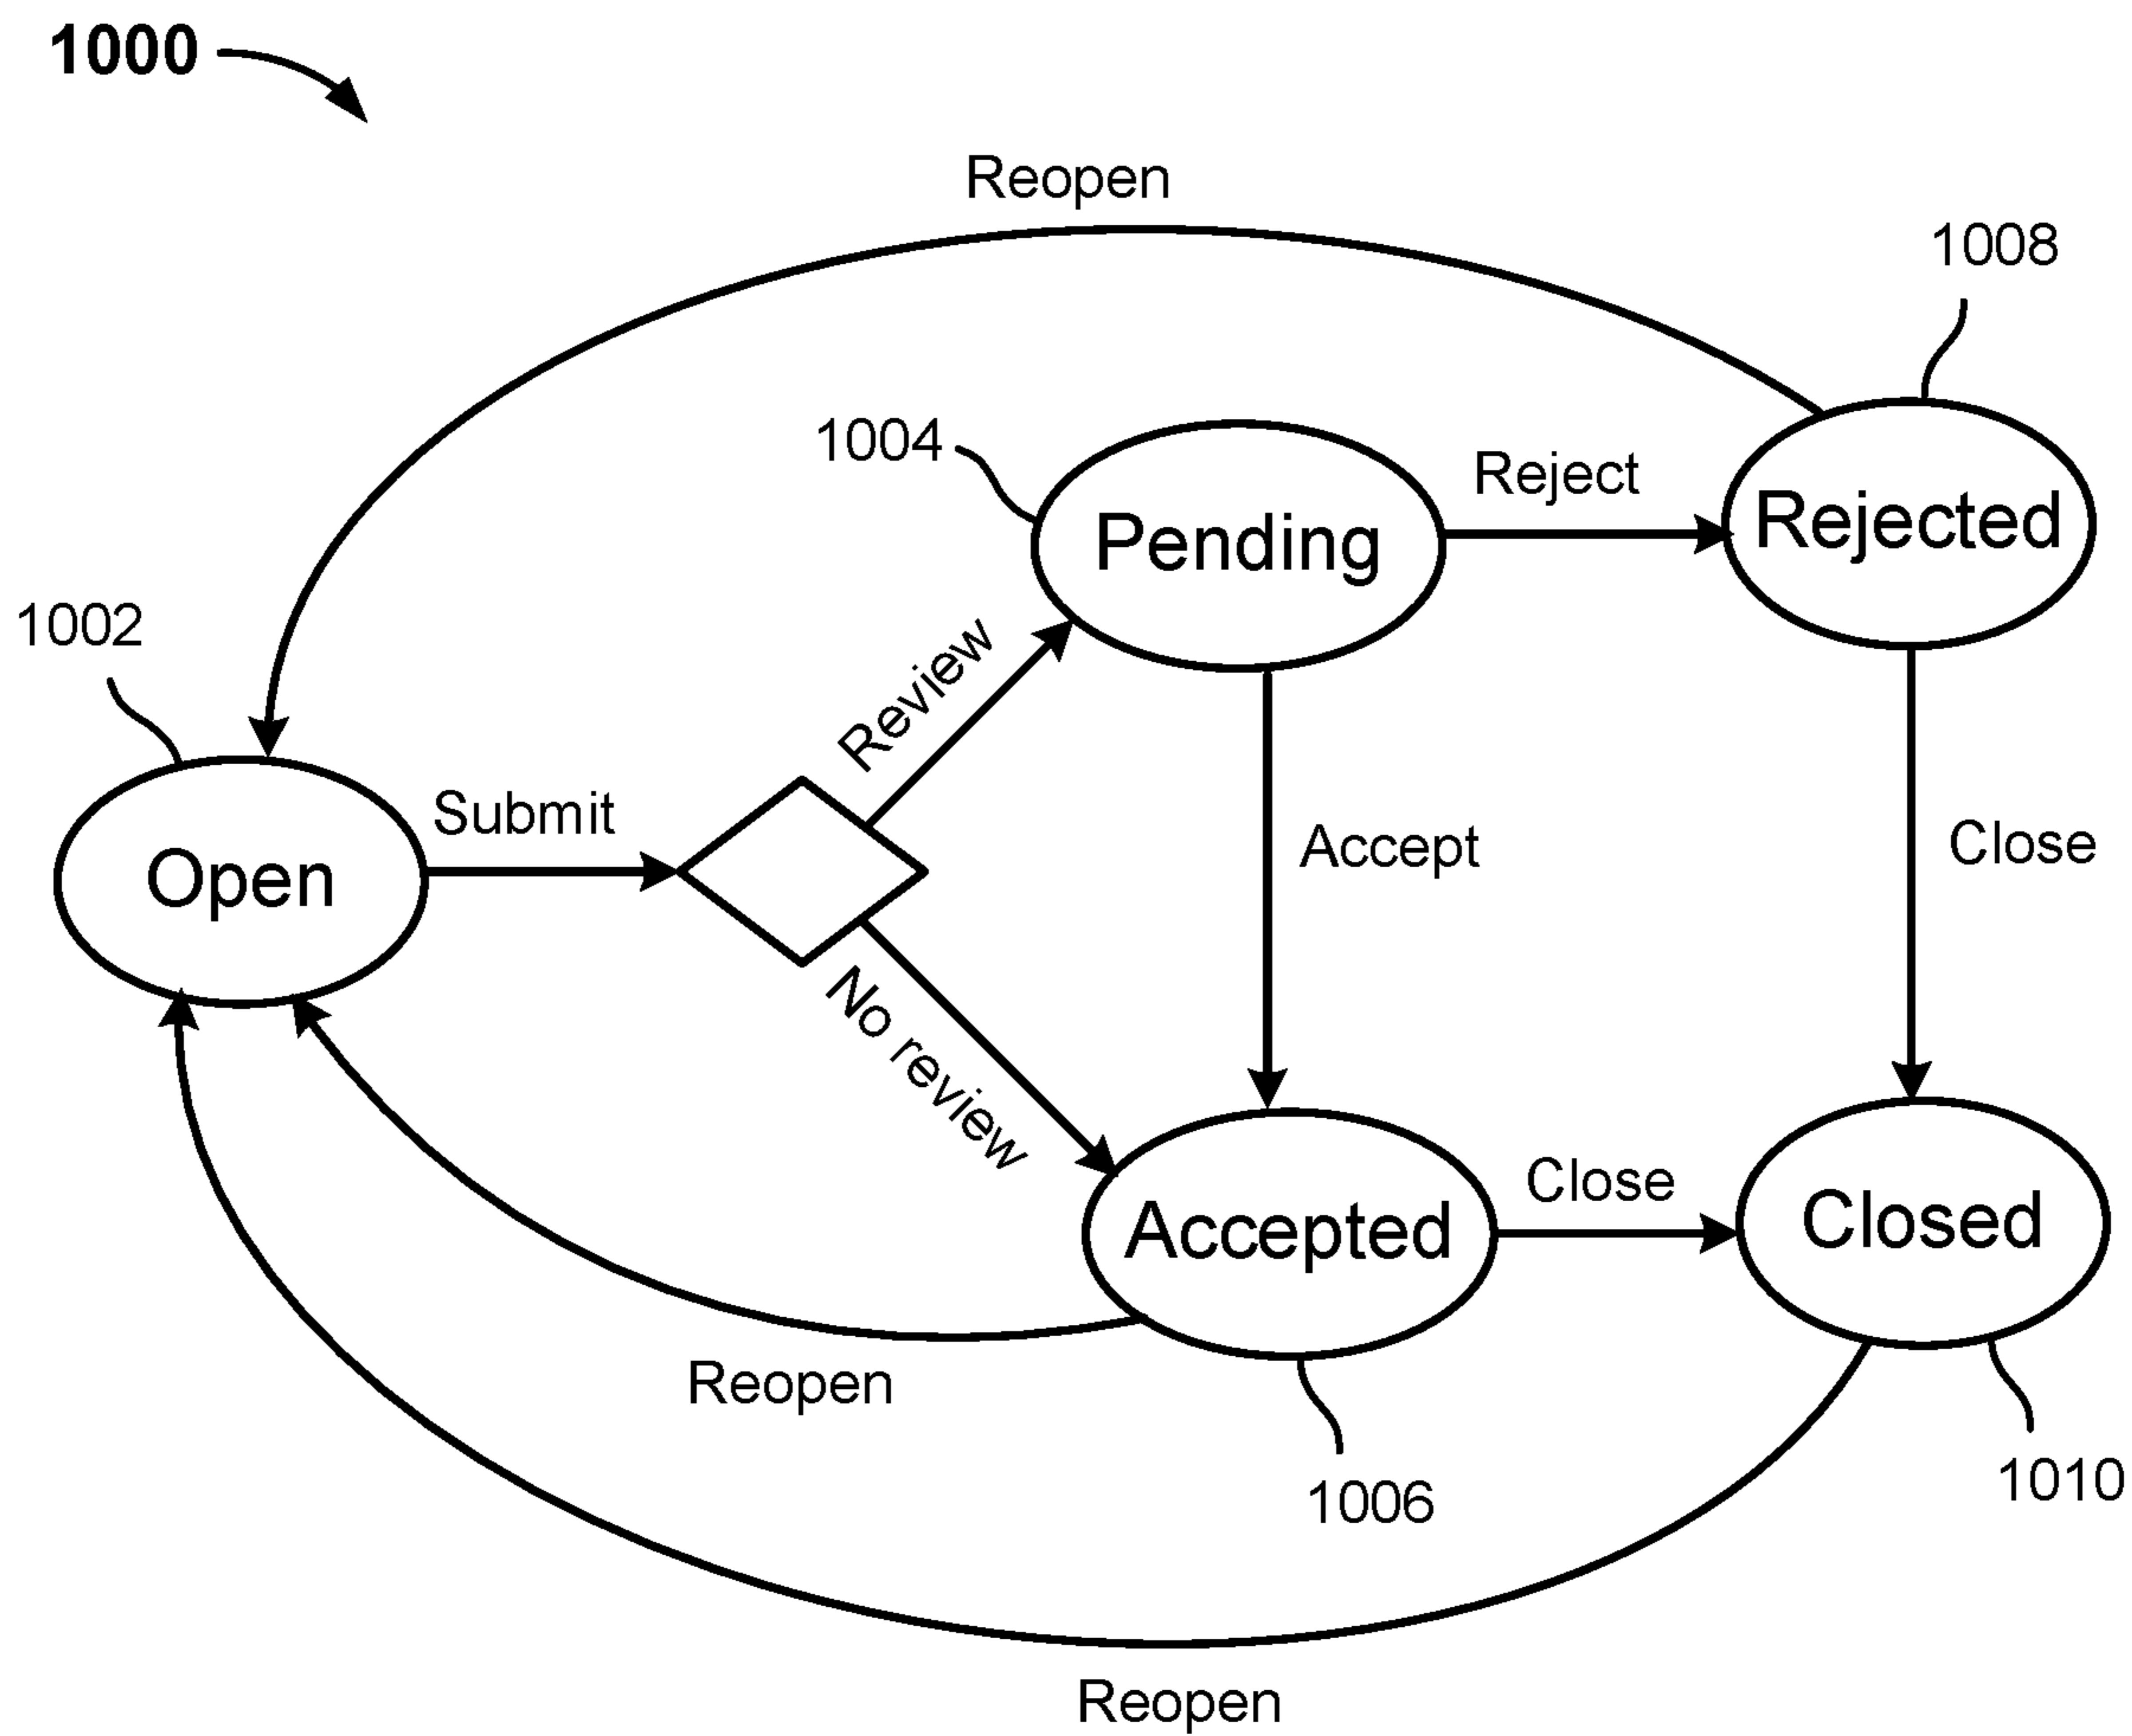 1000
Reopen
1008
1004
Reject
Rejected
Pending
1002
Review
Submit
Open
Accept
Close
No review
Close
Accepted
Closed
Reopen
1006
1010
Reopen